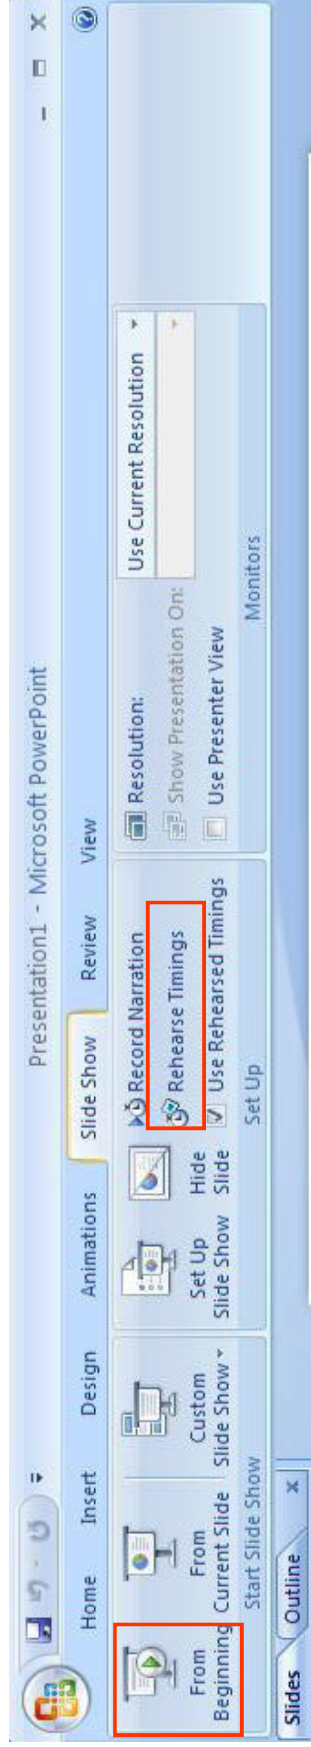 Presentation1 - Microsoft PowerPoint
Home Insert Design Animations Slide Show Review View
From Beginning
From Current Slide
Custom Slide Show
Start Slide Show
Set Up Slide Show
Hide Slide
Record Narration
Rehearse Timings
Use Rehearsed Timings
Set Up
Resolution: Use Current Resolution
Show Presentation On:
Use Presenter View
Monitors
Slides Outline